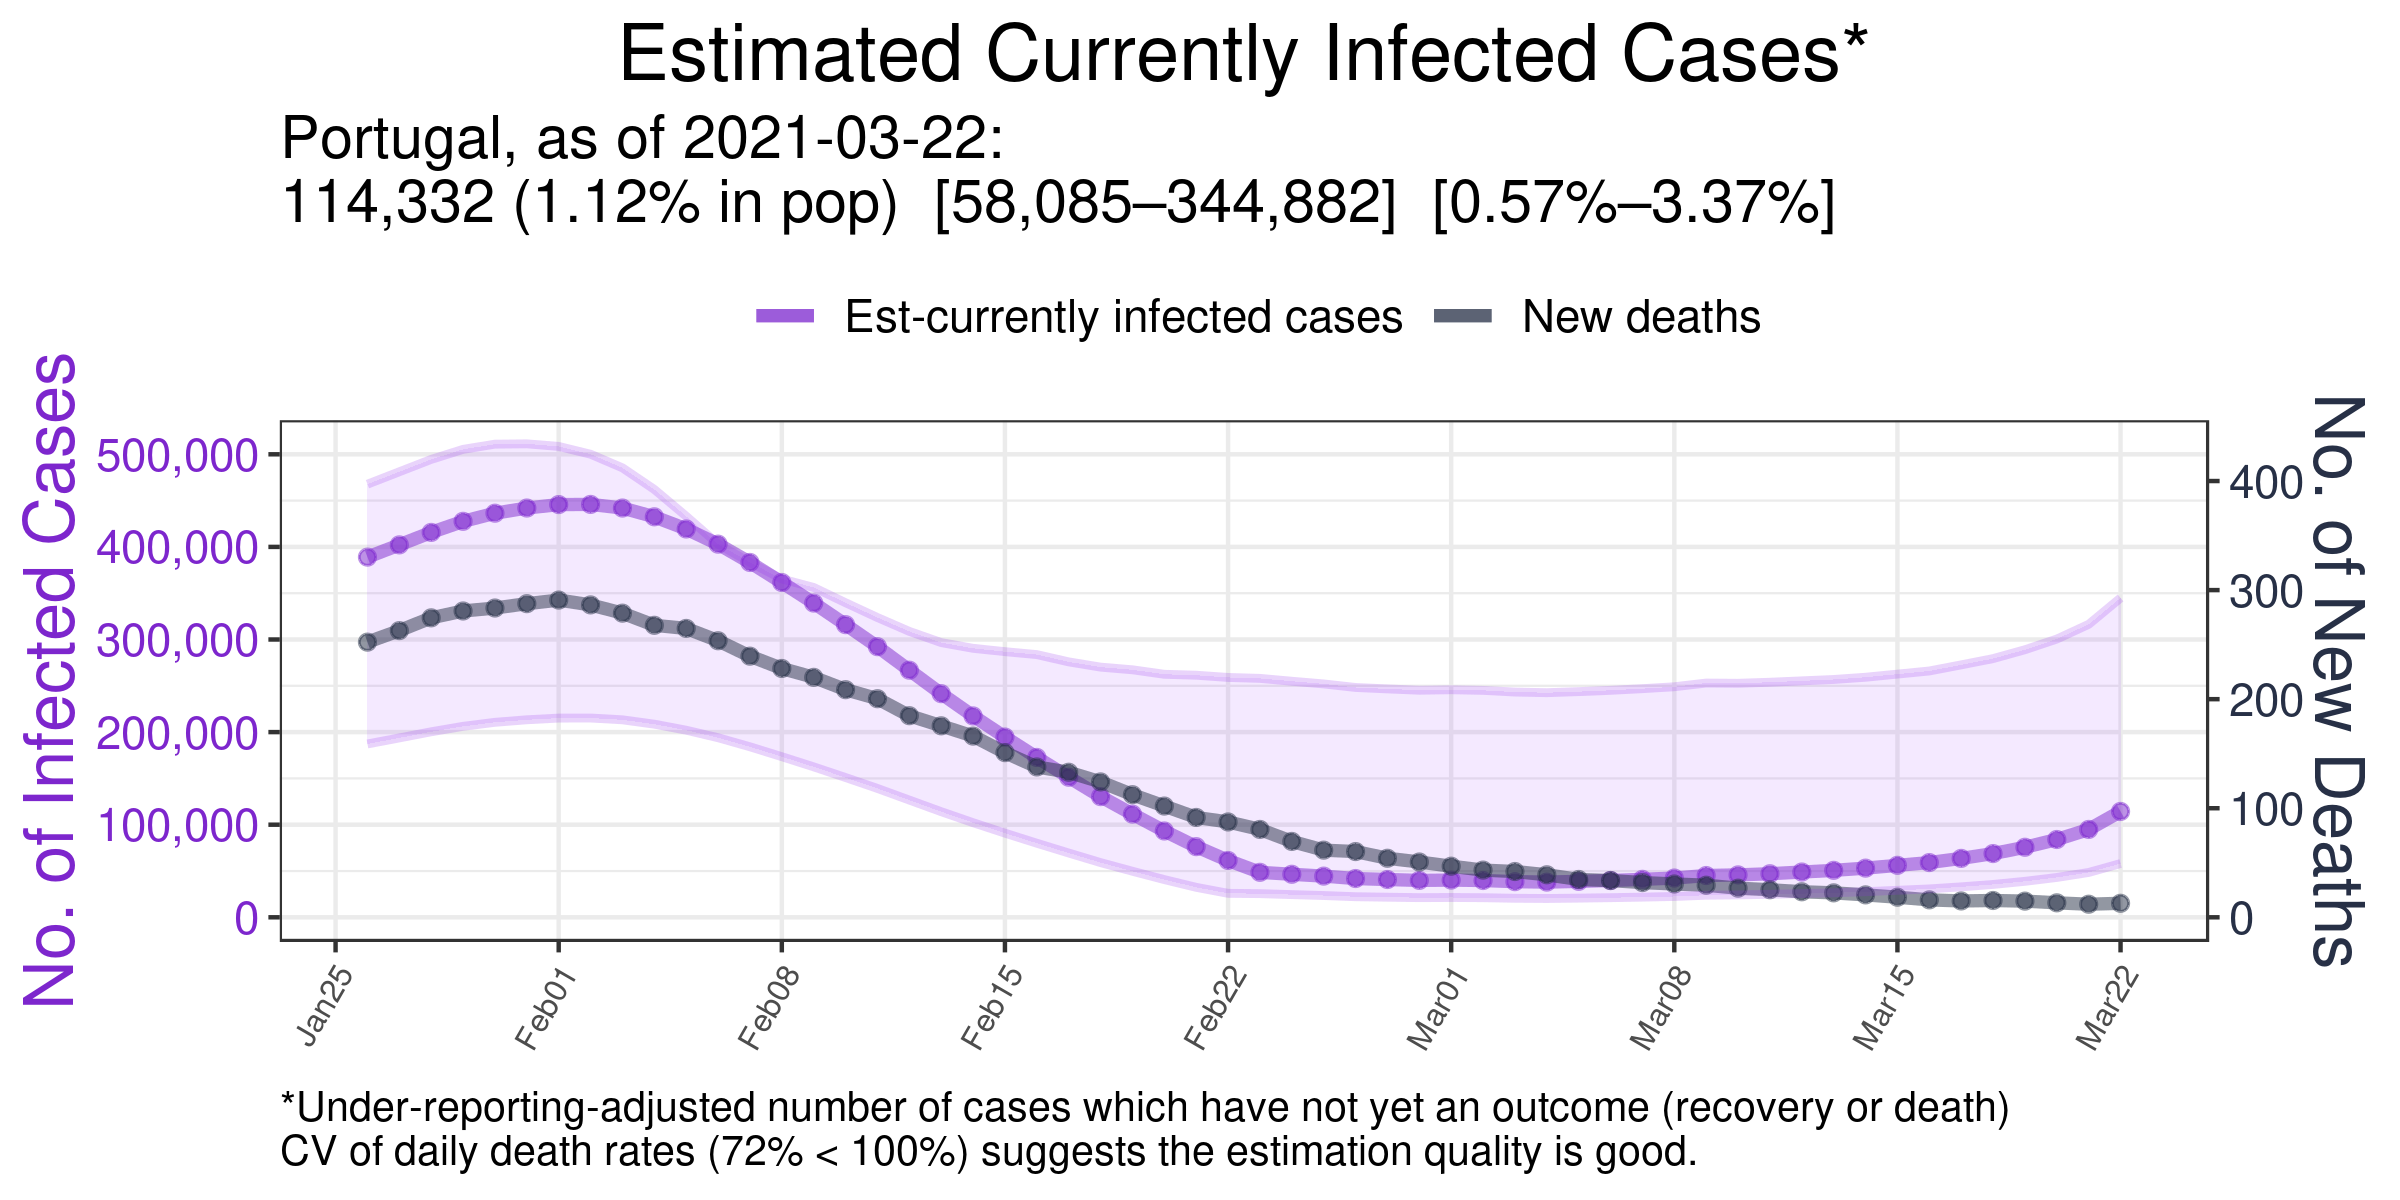 Estimated Currently Infected Cases*
Portugal, as of 2021-03-22:
114,332 (1.12% in pop) [58,085–344,882] [0.57%–3.37%]
Est-currently infected cases
New deaths
No. of Infected Cases
500,000
400,000
300,000
200,000
100,000
0
No. of New Deaths
400
300
200
100
0
Jan25
Feb01
Feb08
Feb15
Feb22
Mar01
Mar08
Mar15
Mar22
*Under-reporting-adjusted number of cases which have not yet an outcome (recovery or death)
CV of daily death rates (72% < 100%) suggests the estimation quality is good.